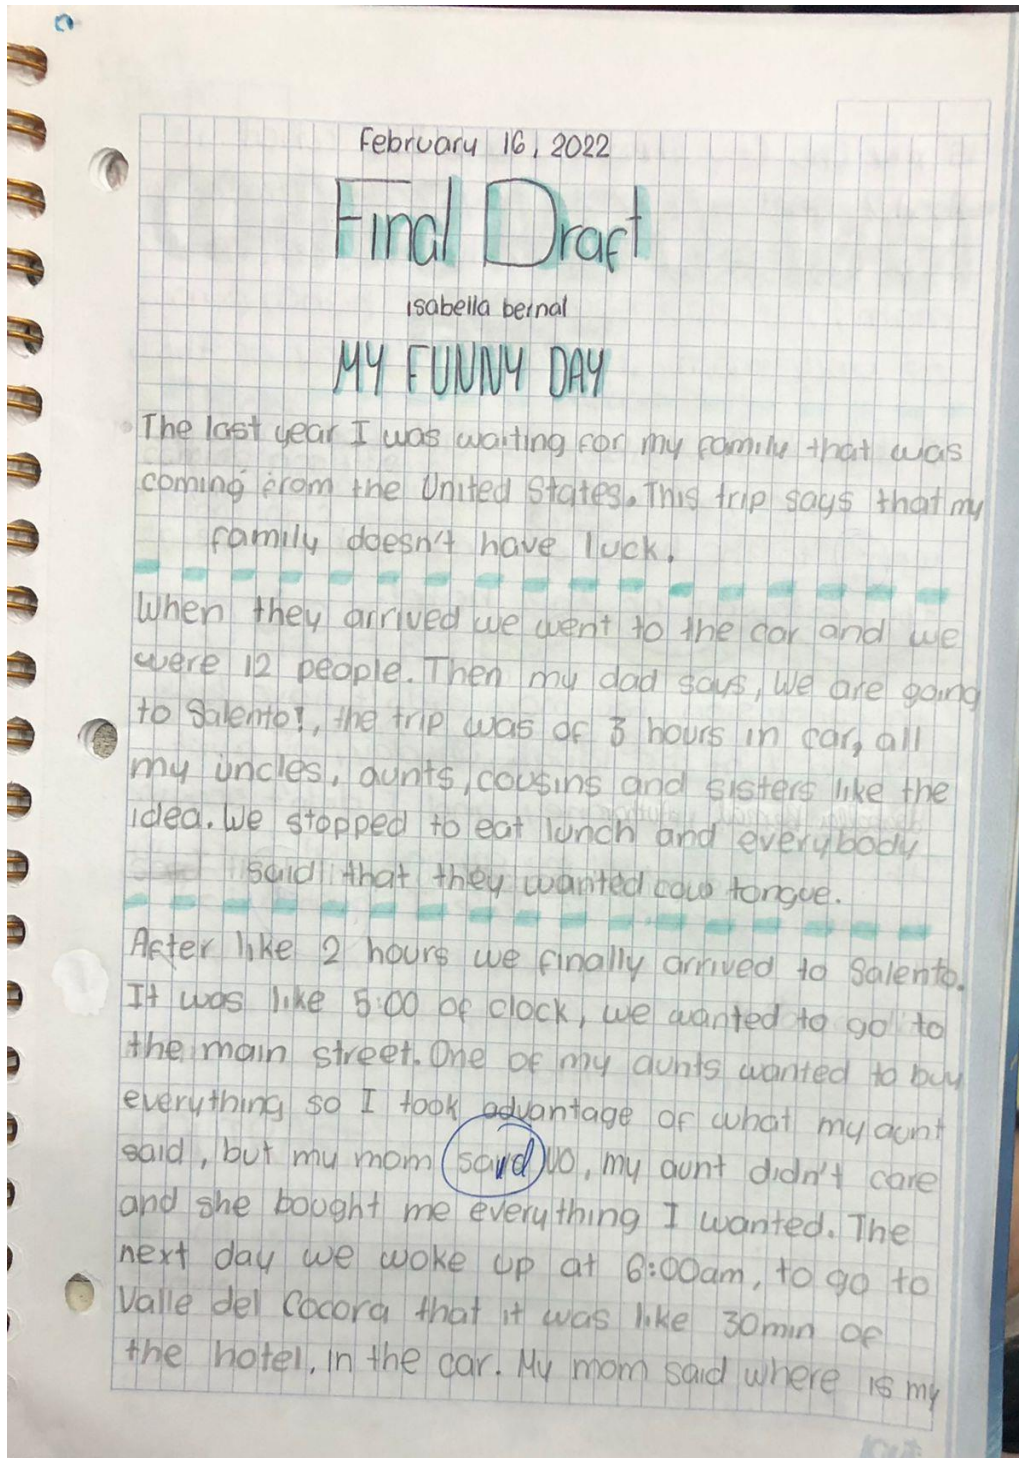 February 16, 2022
Final Draft
isabella bernal
MY FUNNY DAY
The last year I was waiting for my family that was
coming from the United States. This trip says that my
family doesn't have luck.
When they arrived we went to the car and we
were 12 people. Then my dad says, We are going
to Salento!, the trip was of 3 hours in car, all
my uncles, aunts, cousins and sisters like the
idea. We stopped to eat lunch and everybody
said that they wanted cow tongue.
After like 2 hours we finally arrived to Salento.
It was like 5:00 of clock, we wanted to go to
the main street. One of my aunts wanted to buy
everything so I took advantage of what my aunt
said, but my mom said NO, my aunt didn't care
and she bought me everything I wanted. The
next day we woke up at 6:00am, to go to
Valle del Cocora that it was like 30min of
the hotel, in the car. My mom said where is my